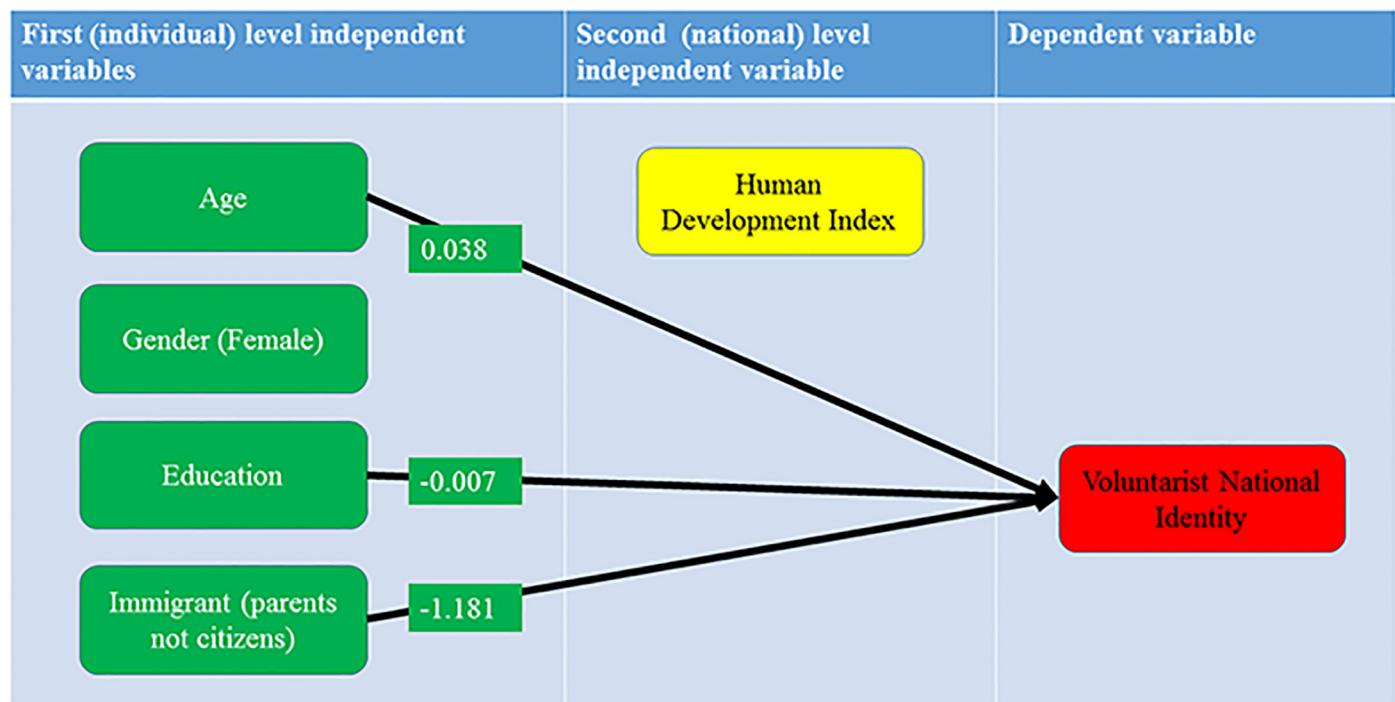 First (individual) level independent
variables
Second (national) level
independent variable
Dependent variable
Age
0.038
Human
Development Index
Gender (Female)
Education
-0.007
Voluntarist National
Identity
Immigrant (parents
not citizens)
-1.181